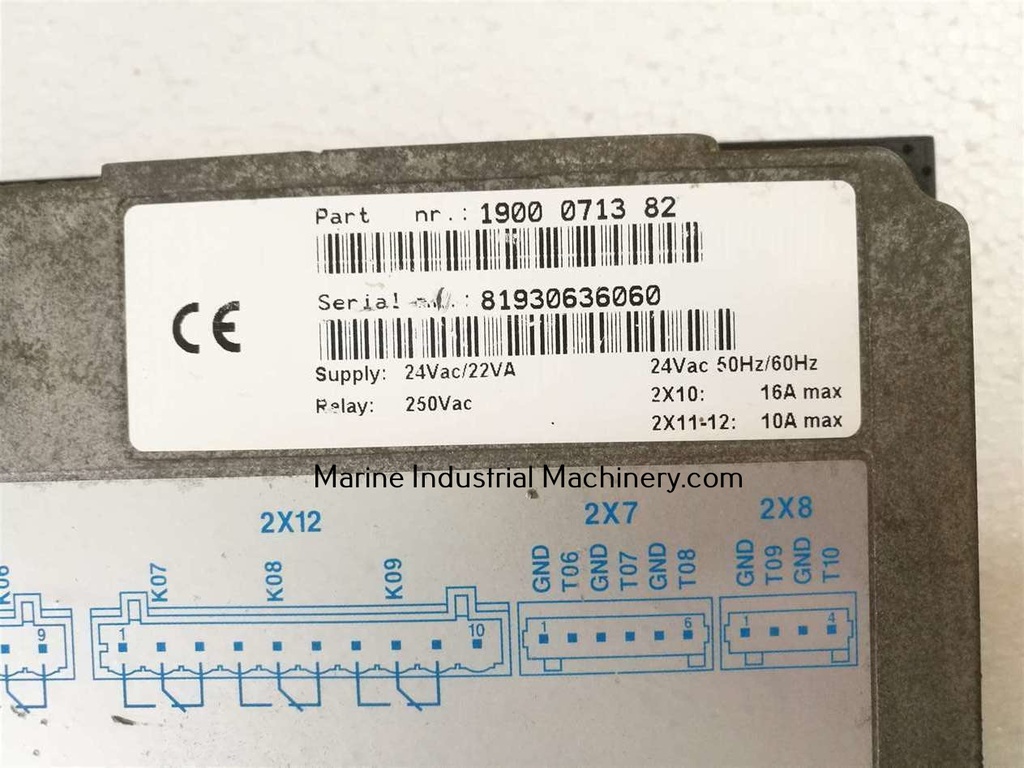 Part nr.: 1900 0713 82
Serial nr.: 81930636060
CE
Supply: 24Vac/22VA 24Vac 50Hz/60Hz
Relay: 250Vac 2X10: 16A max
2X11-12: 10A max
Marine Industrial Machinery.com
2X12 2X7 2X8
K07 K08 K09 GND T06 GND T07 GND T08 GND T09 GND T10
9 1 10 1 6 1 4